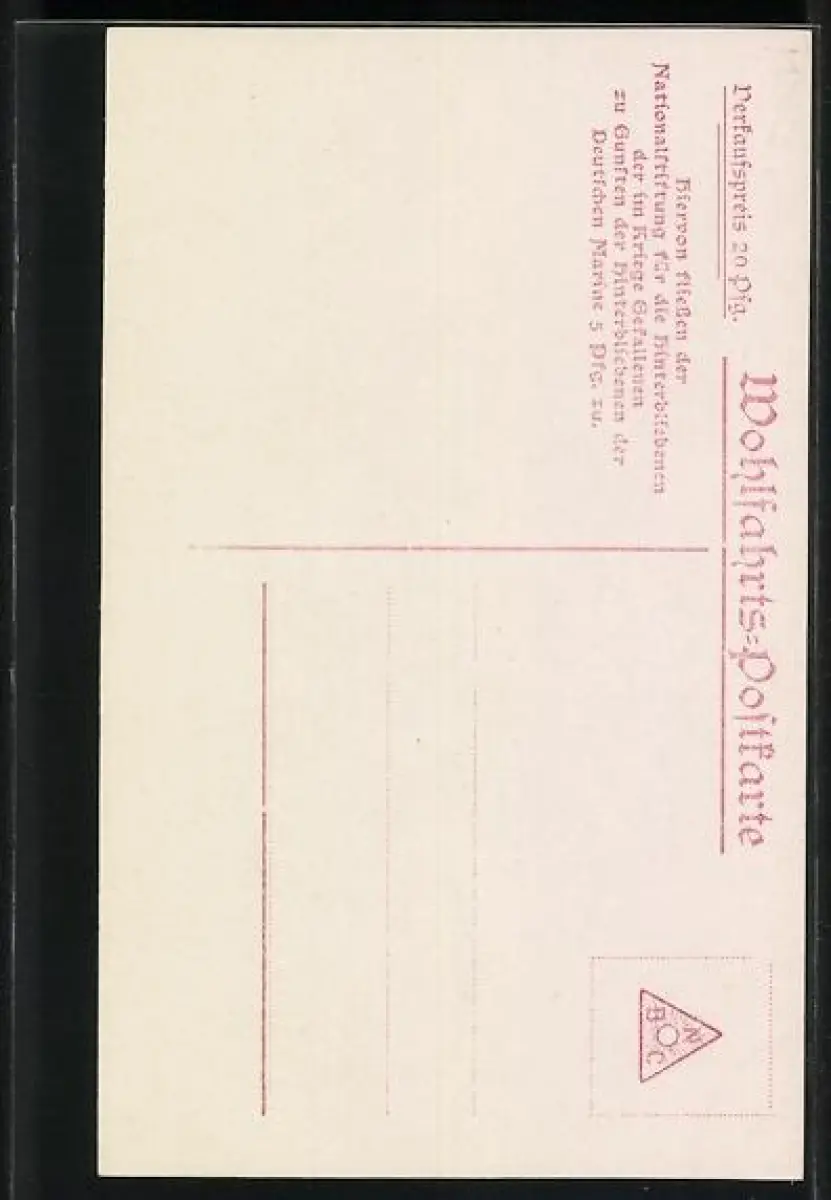 Verkaufspreis 20 Pfg.
Wohlfahrts-Postkarte
Hiervon fließen der
Nationalstiftung für die Hinterbliebenen
der im Kriege Gefallenen
zu Gunsten der Hinterbliebenen der
Deutschen Marine 5 Pfg. zu.
N
B O C